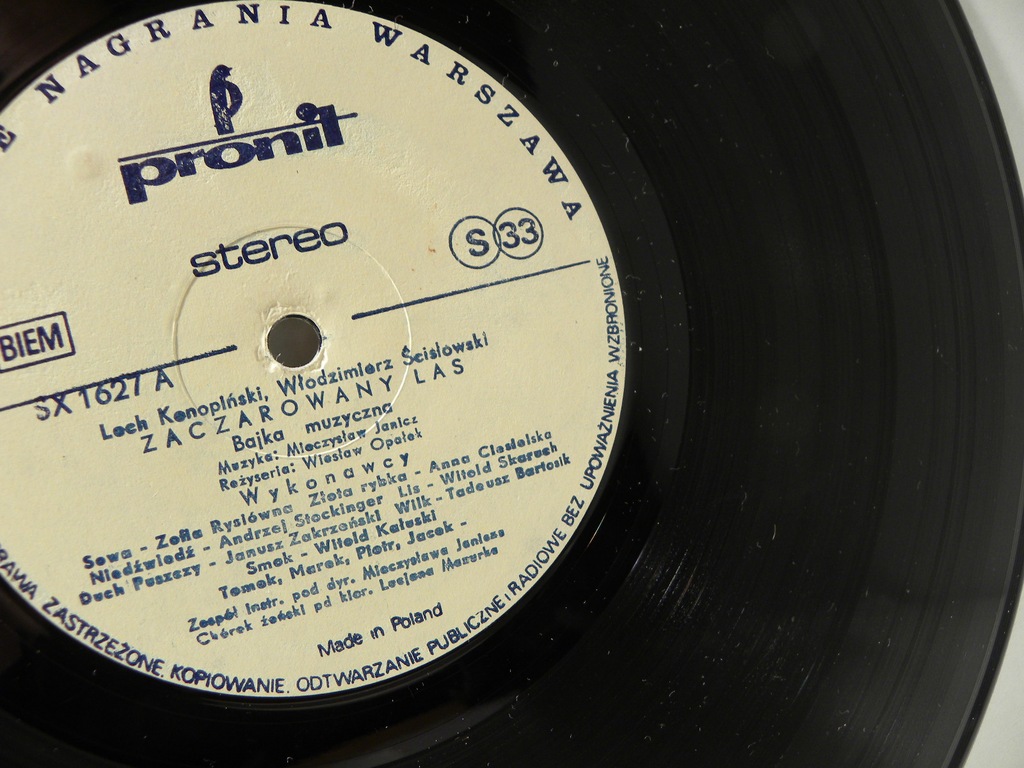 NAGRANIA WARSZAWA
pronit
stereo
S 33
BIEM
SX 1627 A
Lech Konopiński, Włodzimierz Ścisłowski
ZACZAROWANY LAS
Bajka muzyczna
Muzyka: Mieczysław Janicz
Reżyseria: Wiesław Opałek
Wykonawcy
Sowa - Zofia Rysiówna Złota rybka - Anna Ciesielska
Niedźwiedź - Andrzej Stockinger Lis - Witold Skaruch
Duch Puszczy - Janusz Zakrzeński Wilk - Tadeusz Bartosik
Smok - Witold Kałuski
Tomek, Marek, Piotr, Jacek -
Zespół instr. pod dyr. Mieczysława Janicza
Chórek żeński pd kier. Lucjana Mazurka
Made in Poland
PRAWA ZASTRZEŻONE. KOPIOWANIE. ODTWARZANIE PUBLICZNE I RADIOWE BEZ UPOWAŻNIENIA WZBRONIONE